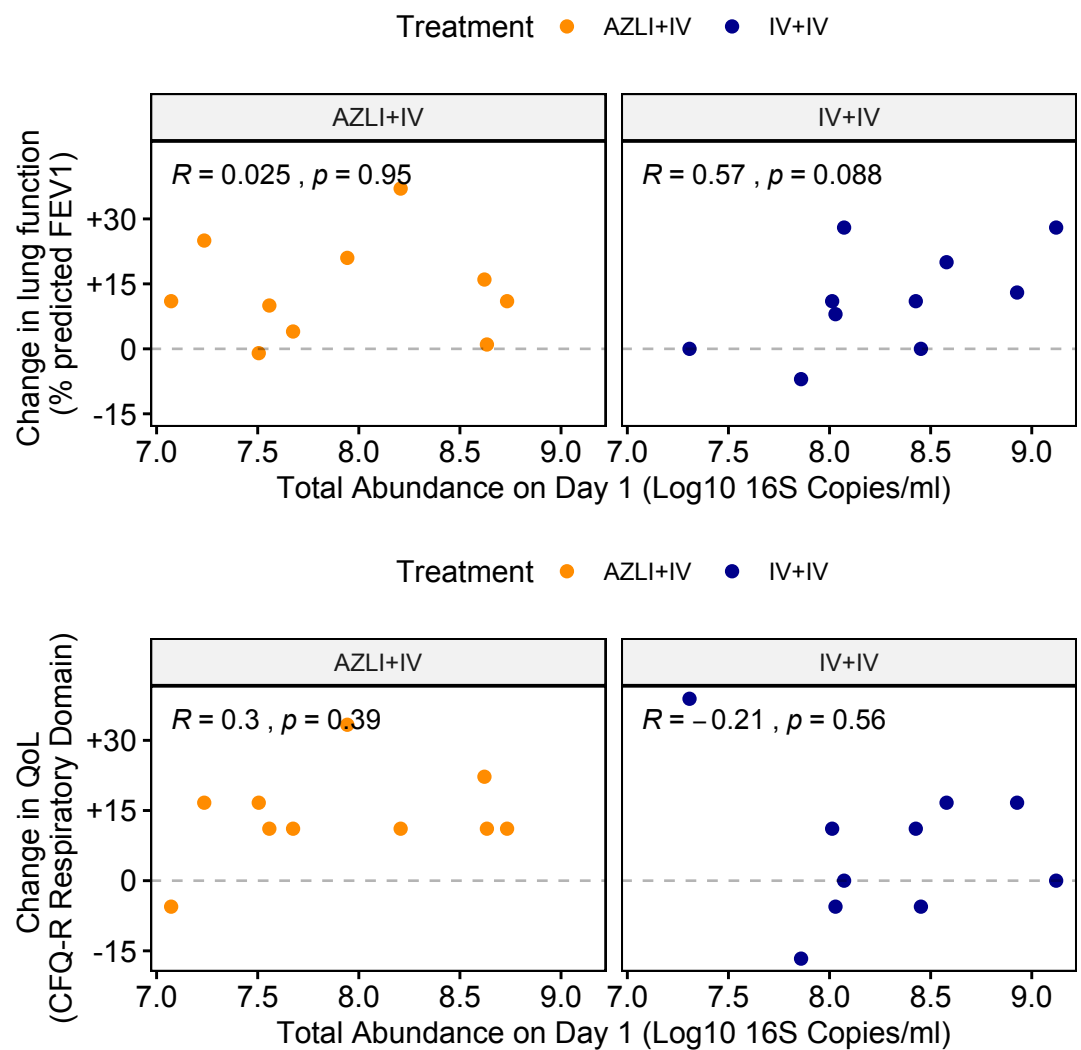 Treatment AZLI+IV IV+IV
AZLI+IV IV+IV
Change in lung function
(% predicted FEV1)
R = 0.025 , p = 0.95 R = 0.57 , p = 0.088
+30
+15
0
-15
7.0 7.5 8.0 8.5 9.0 7.0 7.5 8.0 8.5 9.0
Total Abundance on Day 1 (Log10 16S Copies/ml)
Treatment AZLI+IV IV+IV
AZLI+IV IV+IV
Change in QoL
(CFQ-R Respiratory Domain)
R = 0.3 , p = 0.39 R = −0.21 , p = 0.56
+30
+15
0
-15
7.0 7.5 8.0 8.5 9.0 7.0 7.5 8.0 8.5 9.0
Total Abundance on Day 1 (Log10 16S Copies/ml)